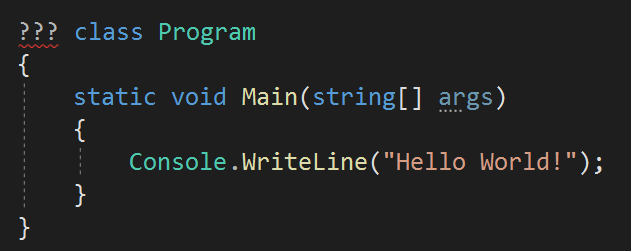 ??? class Program
{
    static void Main(string[] args)
    {
        Console.WriteLine("Hello World!");
    }
}